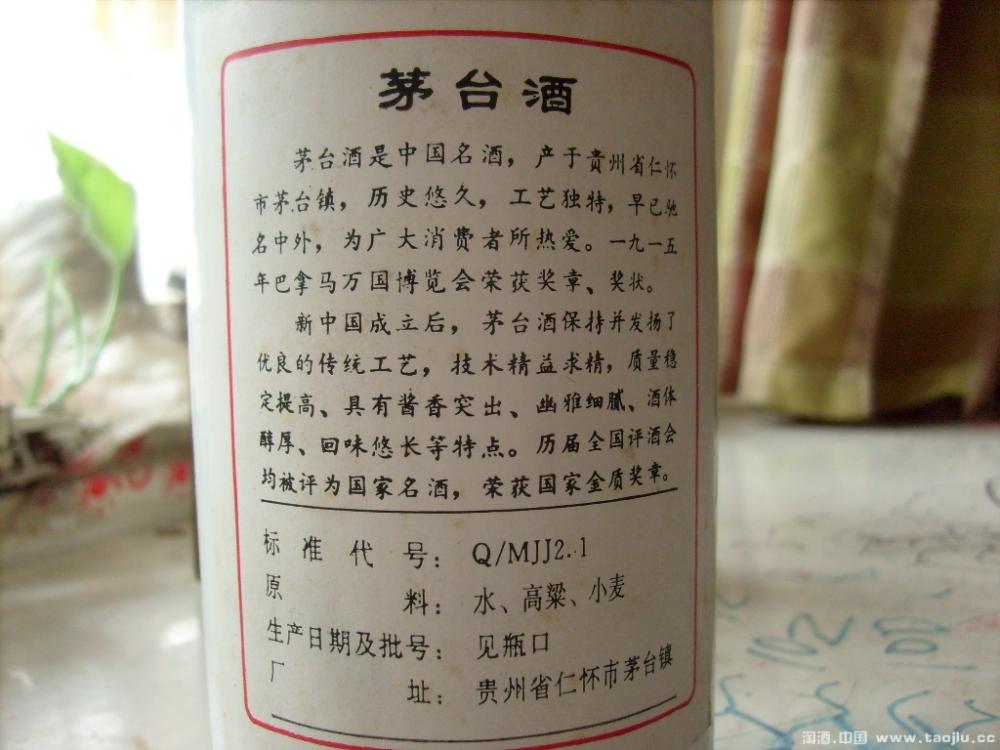 茅台酒
茅台酒是中国名酒，产于贵州省仁怀
市茅台镇，历史悠久，工艺独特，早已驰
名中外，为广大消费者所热爱。一九一五
年巴拿马万国博览会荣获奖章、奖状。
新中国成立后，茅台酒保持并发扬了
优良的传统工艺，技术精益求精，质量稳
定提高、具有酱香突出、幽雅细腻、酒体
醇厚、回味悠长等特点。历届全国评酒会
均被评为国家名酒，荣获国家金质奖章。
标准代号：Q/MJJ2.1
原料：水、高粱、小麦
生产日期及批号：见瓶口
厂址：贵州省仁怀市茅台镇
102
淘酒.中国 www.taojiu.cc